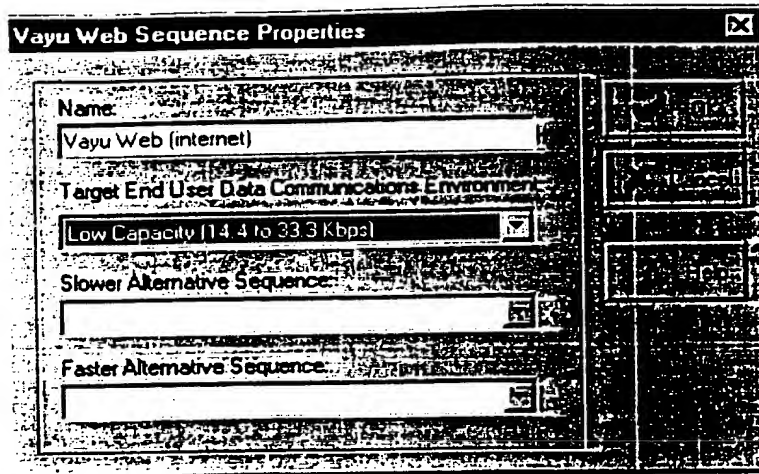 Vayu Web Sequence Properties
Name:
Vayu Web (internet)
Target End User Data Communications Environment:
Low Capacity (14.4 to 33.3 Kbps)
Slower Alternative Sequence:
Faster Alternative Sequence:
Help